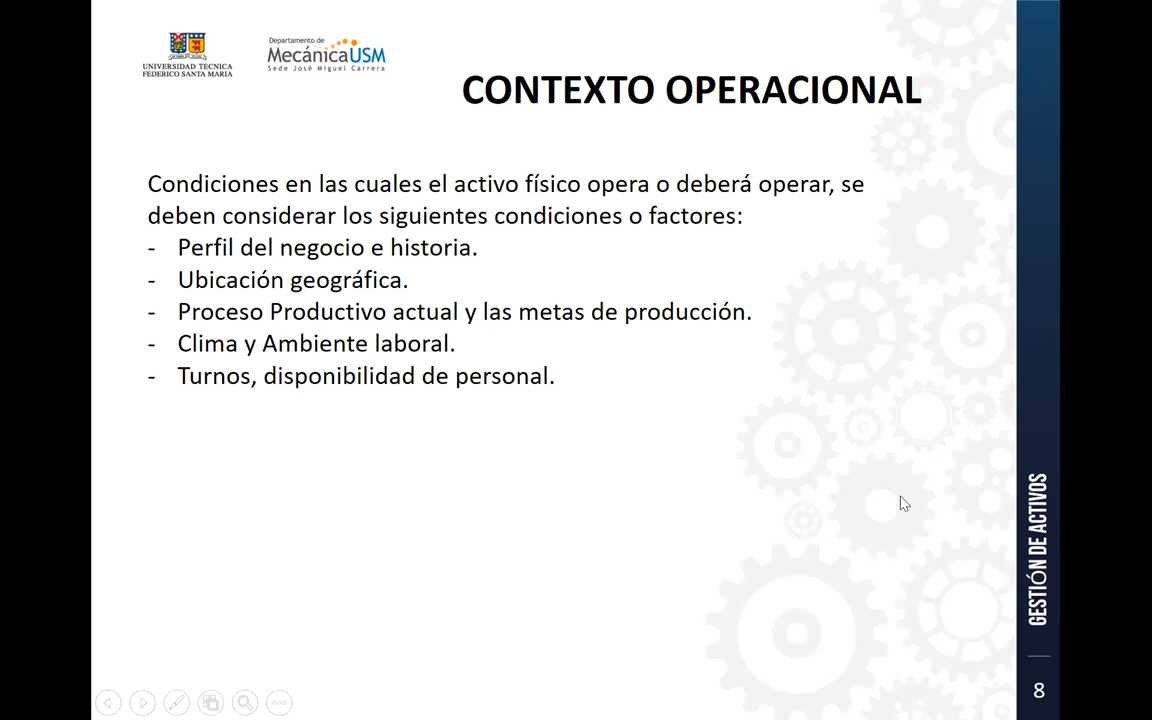 UNIVERSIDAD TECNICA
FEDERICO SANTA MARIA
Departamento de
MecánicaUSM
Sede José Miguel Carrera
CONTEXTO OPERACIONAL
Condiciones en las cuales el activo físico opera o deberá operar, se
deben considerar los siguientes condiciones o factores:
- Perfil del negocio e historia.
- Ubicación geográfica.
- Proceso Productivo actual y las metas de producción.
- Clima y Ambiente laboral.
- Turnos, disponibilidad de personal.
GESTIÓN DE ACTIVOS
8